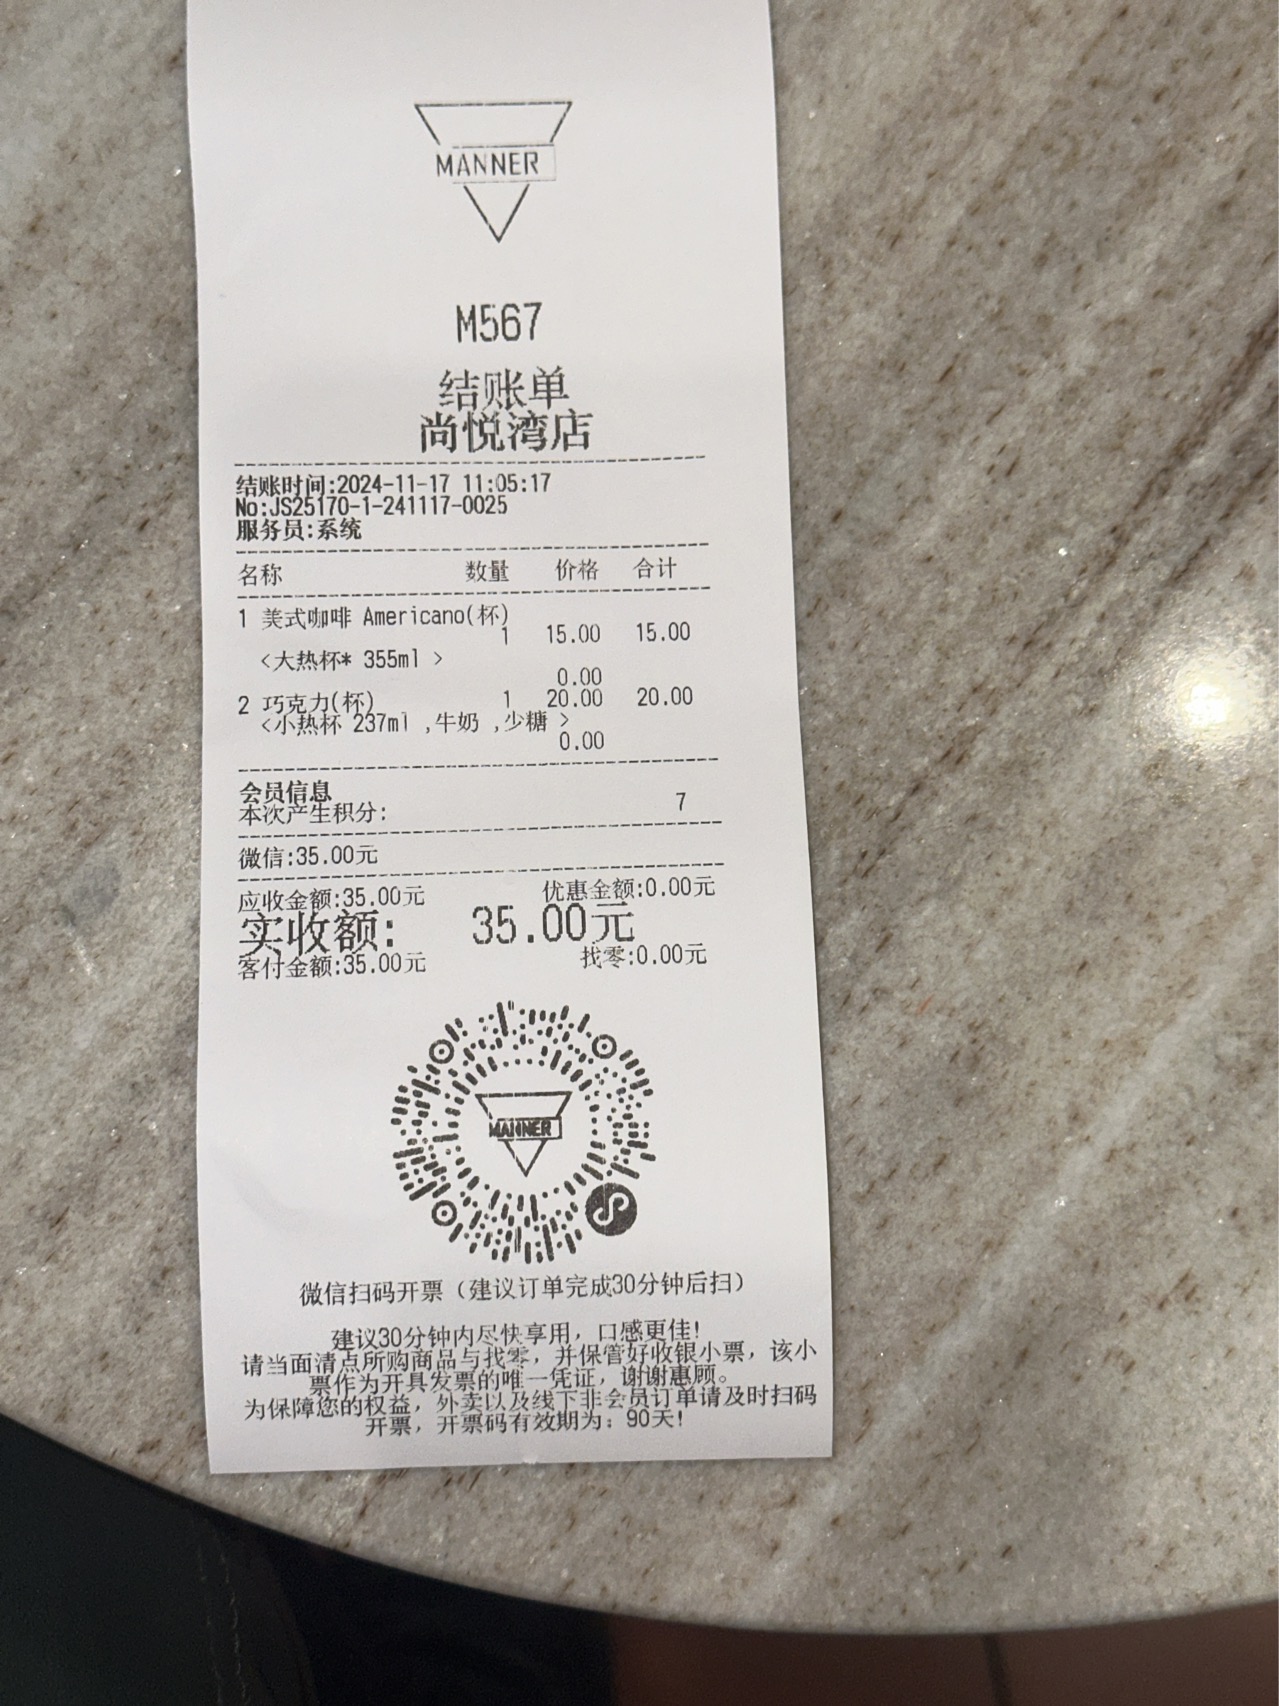 MANNER
M567
结账单
尚悦湾店
结账时间:2024-11-17 11:05:17
No:JS25170-1-241117-0025
服务员:系统
名称 数量 价格 合计
1 美式咖啡 Americano(杯)
1 15.00 15.00
<大热杯* 355ml >
0.00
2 巧克力(杯) 1 20.00 20.00
<小热杯 237ml ,牛奶 ,少糖 >
0.00
会员信息
本次产生积分: 7
微信:35.00元
应收金额:35.00元 优惠金额:0.00元
实收额: 35.00元
客付金额:35.00元 找零:0.00元
MANNER
微信扫码开票（建议订单完成30分钟后扫）
建议30分钟内尽快享用，口感更佳!
请当面清点所购商品与找零，并保管好收银小票，该小
票作为开具发票的唯一凭证，谢谢惠顾。
为保障您的权益，外卖以及线下非会员订单请及时扫码
开票，开票码有效期为：90天!